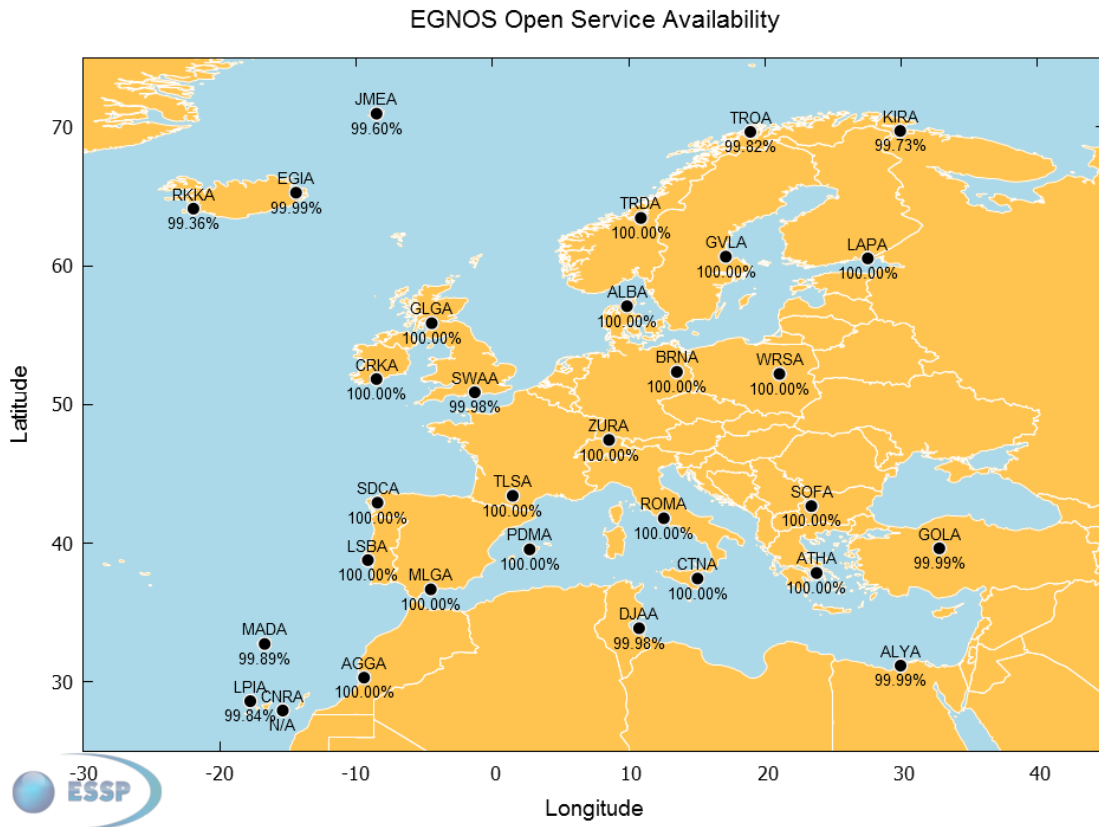 EGNOS Open Service Availability
JMEA
99.60%
TROA
99.82%
KIRA
99.73%
EGIA
99.99%
RKKA
99.36%
TRDA
100.00%
GVLA
100.00%
LAPA
100.00%
ALBA
100.00%
GLGA
100.00%
CRKA
100.00%
SWAA
99.98%
BRNA
100.00%
WRSA
100.00%
ZURA
100.00%
TLSA
100.00%
SDCA
100.00%
ROMA
100.00%
SOFA
100.00%
PDMA
100.00%
LSBA
100.00%
GOLA
99.99%
MLGA
100.00%
CTNA
100.00%
ATHA
100.00%
DJAA
99.98%
MADA
99.89%
AGGA
100.00%
ALYA
99.99%
LPIA
99.84%
CNRA
N/A
70
60
50
40
30
Latitude
-30 -20 -10 0 10 20 30 40
Longitude
ESSP